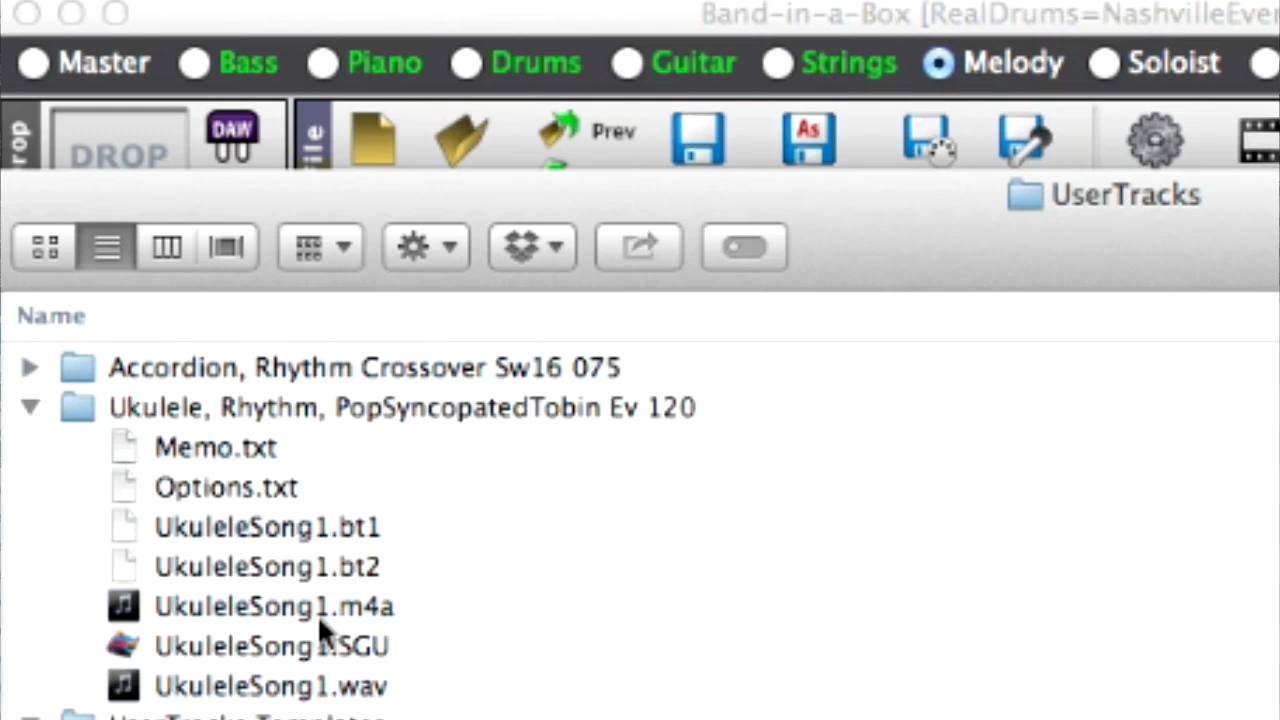 Band-in-a-Box [RealDrums=NashvilleEver
Master Bass Piano Drums Guitar Strings Melody Soloist
DROP DAW Prev As
UserTracks
Name
Accordion, Rhythm Crossover Sw16 075
Ukulele, Rhythm, PopSyncopatedTobin Ev 120
Memo.txt
Options.txt
UkuleleSong1.bt1
UkuleleSong1.bt2
UkuleleSong1.m4a
UkuleleSong1.SGU
UkuleleSong1.wav
UserTracks Templates